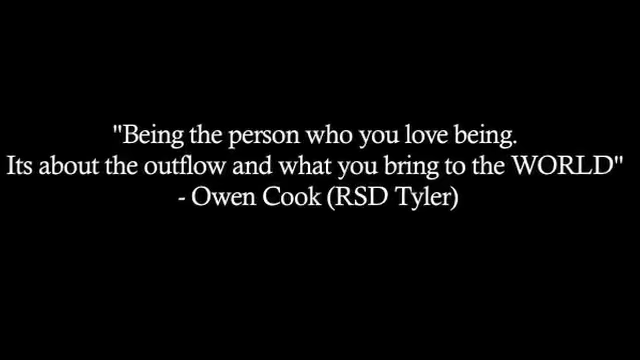 "Being the person who you love being.
Its about the outflow and what you bring to the WORLD"
- Owen Cook (RSD Tyler)